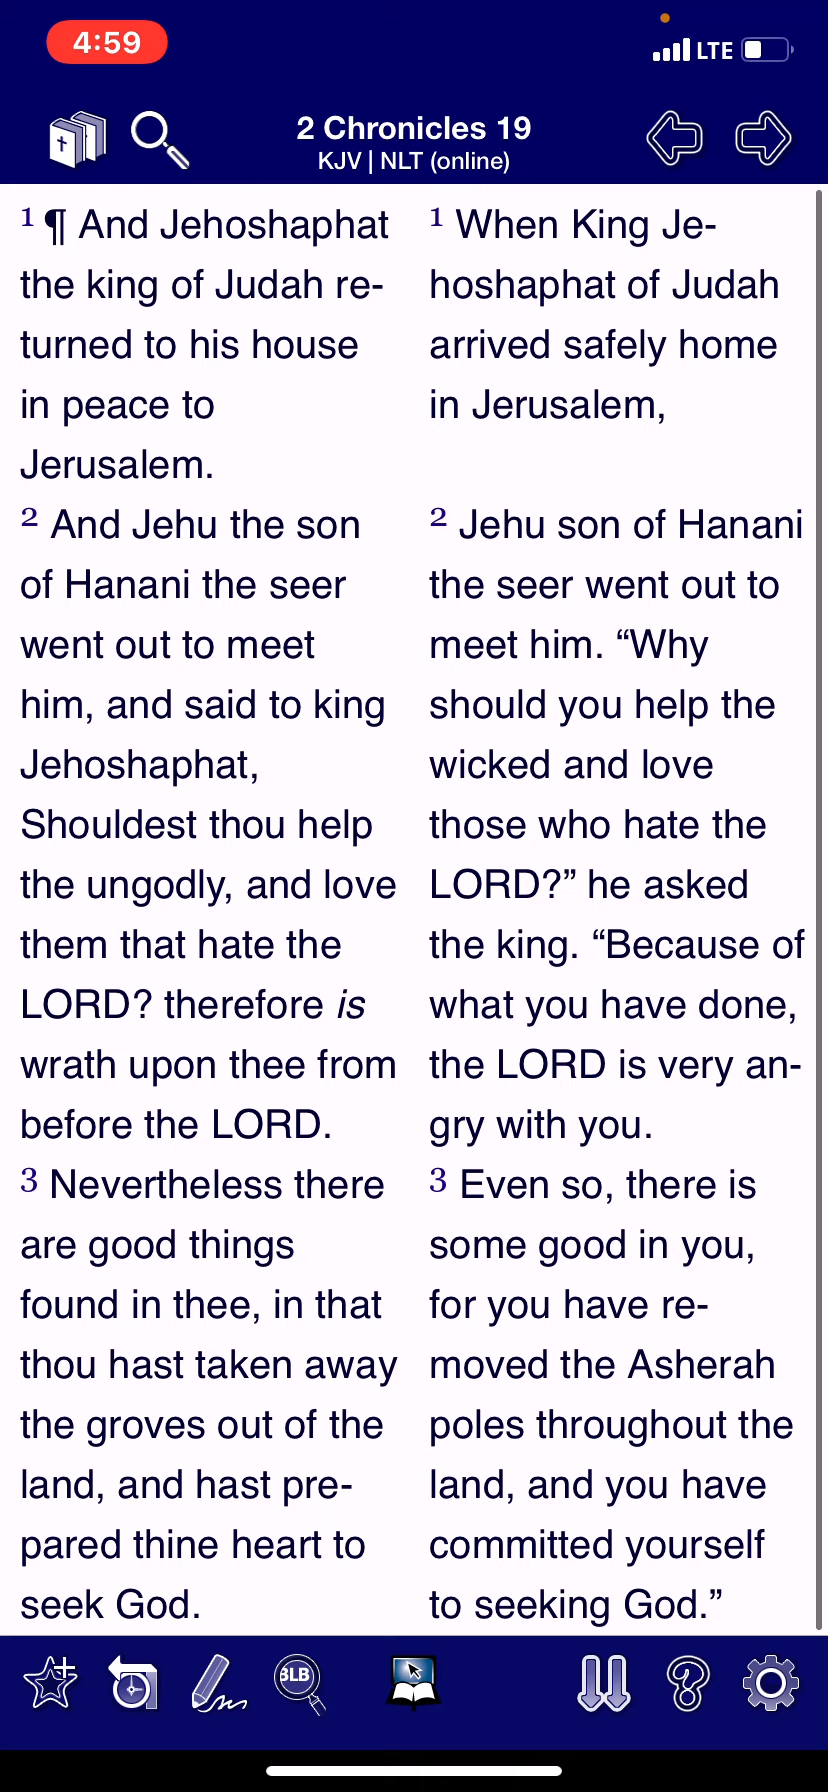 4:59
LTE
2 Chronicles 19
KJV | NLT (online)
1 ¶ And Jehoshaphat
the king of Judah re-
turned to his house
in peace to
Jerusalem.
2 And Jehu the son
of Hanani the seer
went out to meet
him, and said to king
Jehoshaphat,
Shouldest thou help
the ungodly, and love
them that hate the
LORD? therefore is
wrath upon thee from
before the LORD.
3 Nevertheless there
are good things
found in thee, in that
thou hast taken away
the groves out of the
land, and hast pre-
pared thine heart to
seek God.
1 When King Je-
hoshaphat of Judah
arrived safely home
in Jerusalem,
2 Jehu son of Hanani
the seer went out to
meet him. “Why
should you help the
wicked and love
those who hate the
LORD?” he asked
the king. “Because of
what you have done,
the LORD is very an-
gry with you.
3 Even so, there is
some good in you,
for you have re-
moved the Asherah
poles throughout the
land, and you have
committed yourself
to seeking God.”
BLB